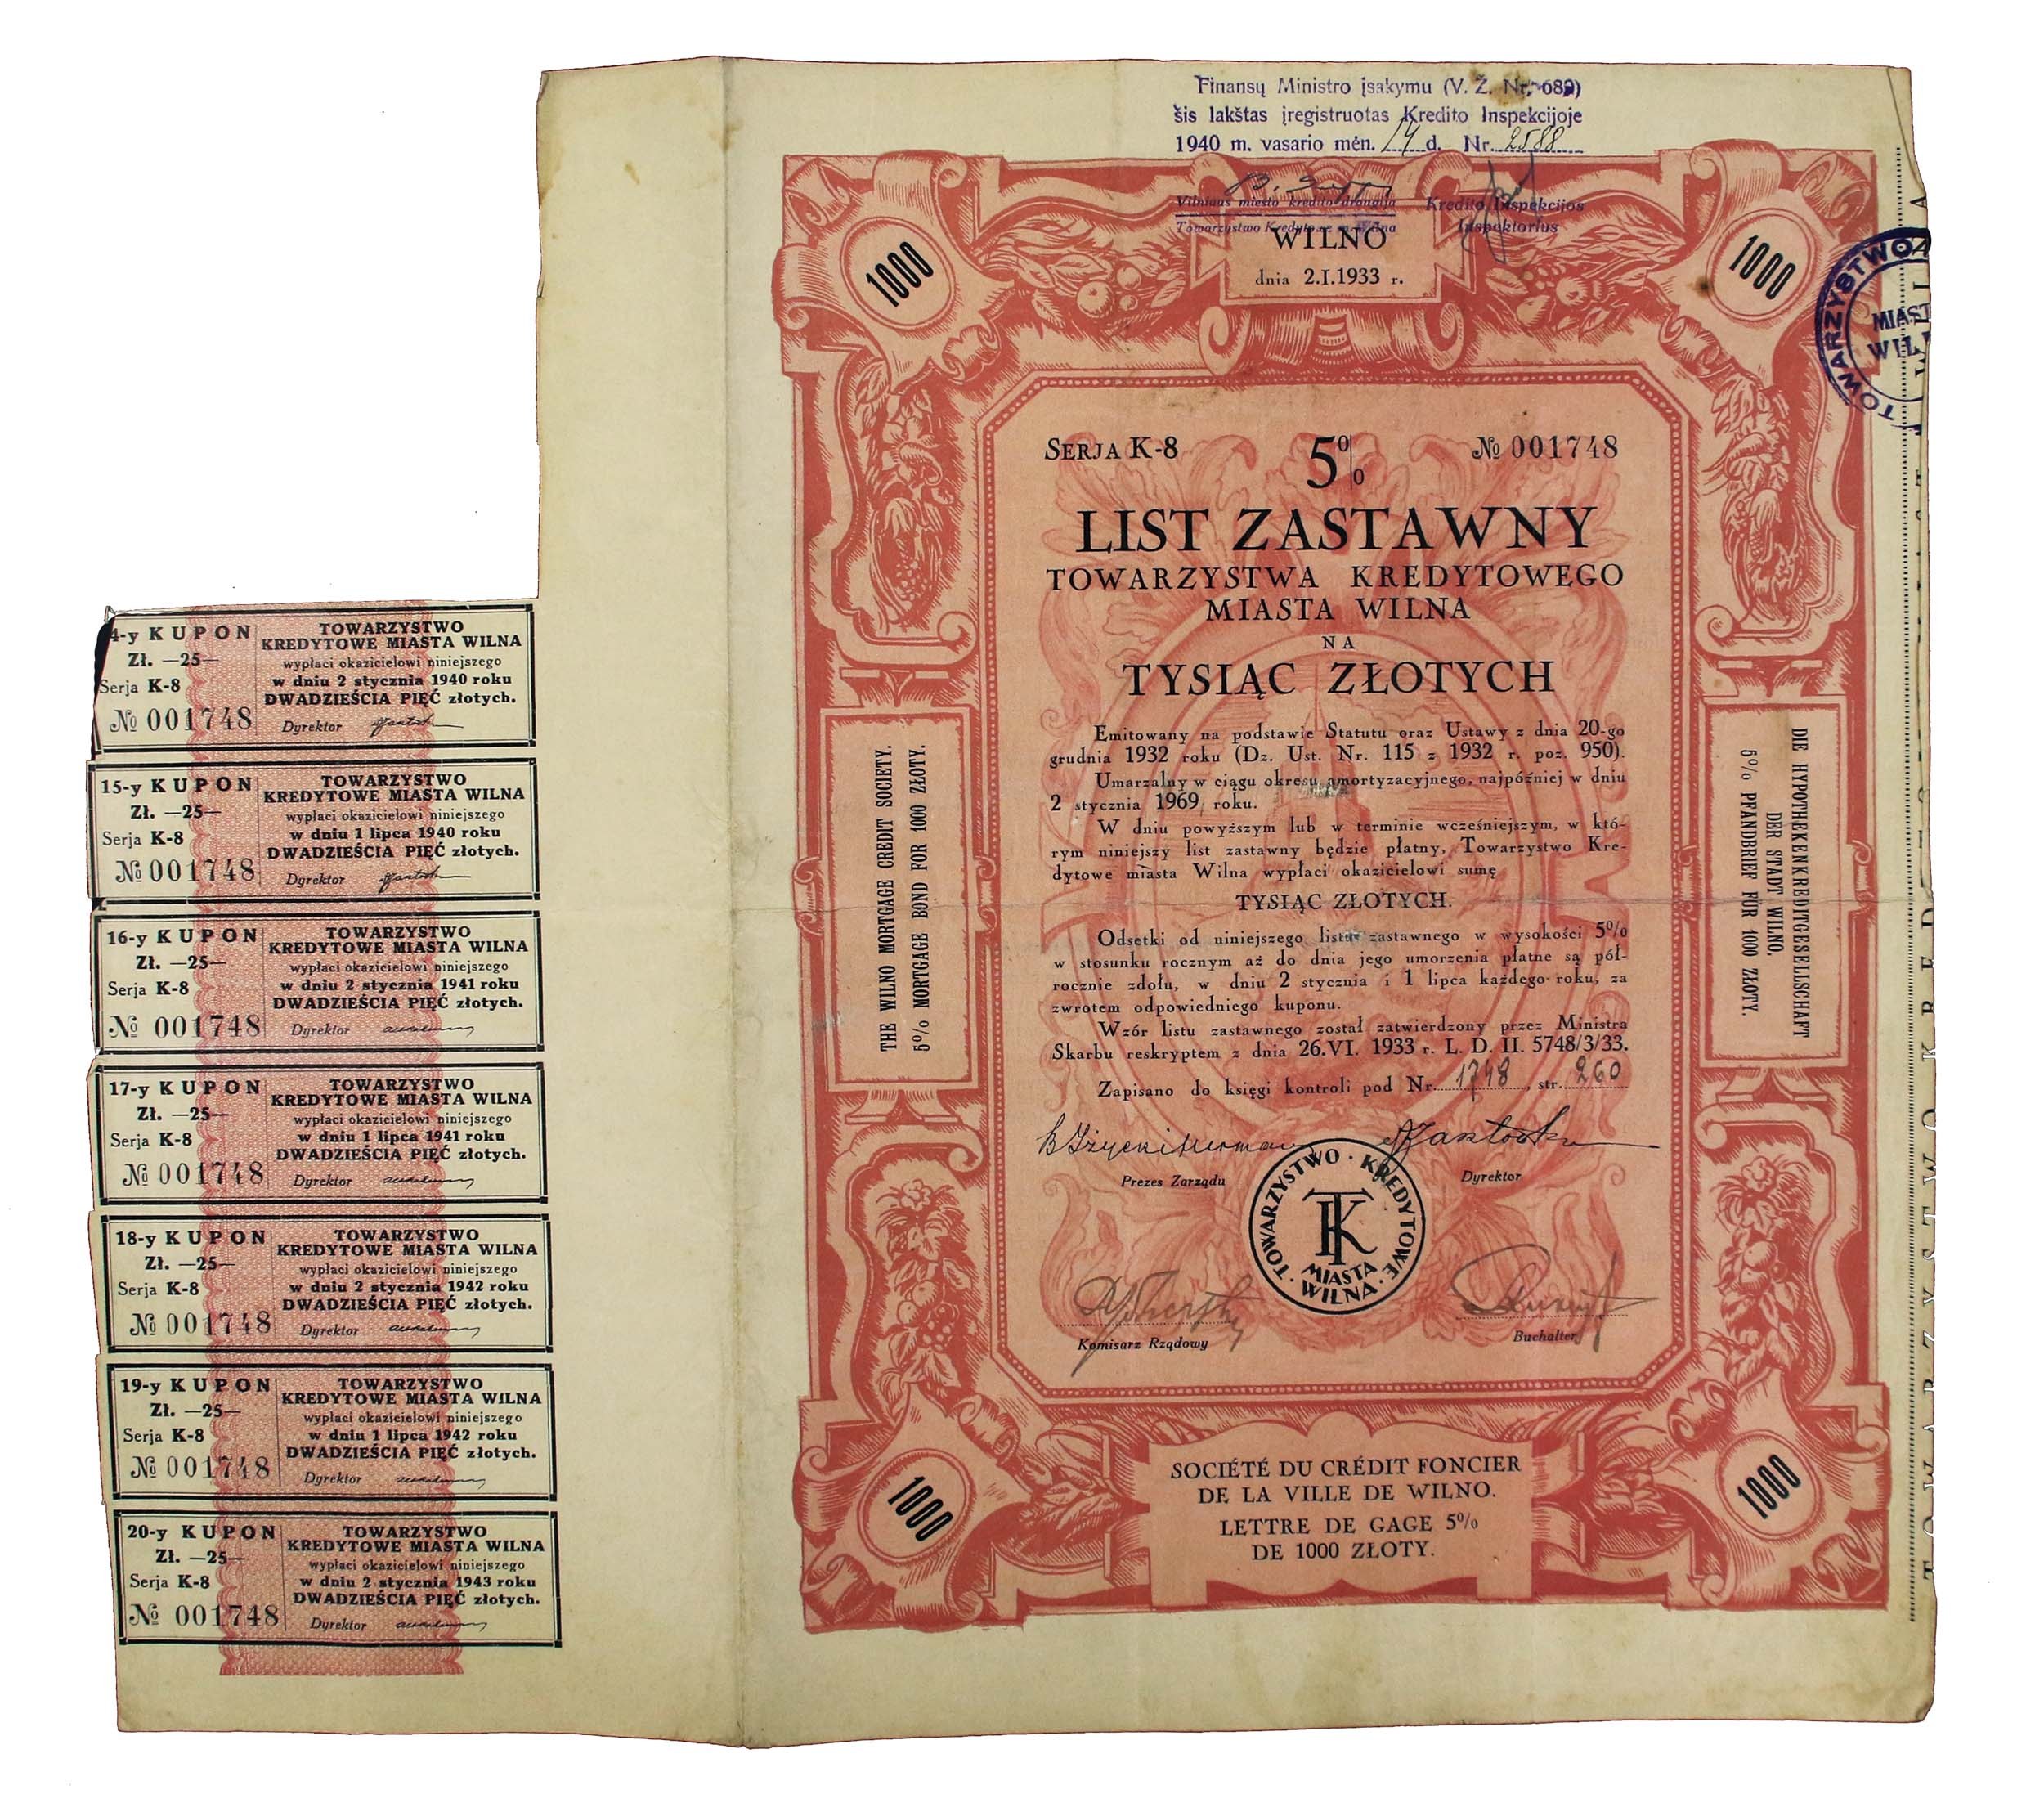 Finansų Ministro įsakymu (V. Ž. Nr. 689)
šis lakštas įregistruotas Kredito Inspekcijoje
1940 m. vasario mėn. 14 d. Nr. 2588
Vilniaus miesto kredito draugija
Towarzystwo Kredytowe m. Wilna
Kredito Inspekcijos
Inspektorius
1000
WILNO
dnia 2.I.1933 r.
1000
TOWARZYSTWO
MIAST
WIL
SERJA K-8
5%
№ 001748
LIST ZASTAWNY
TOWARZYSTWA KREDYTOWEGO
MIASTA WILNA
NA
TYSIĄC ZŁOTYCH
Emitowany na podstawie Statutu oraz Ustawy z dnia 20-go
grudnia 1932 roku (Dz. Ust. Nr. 115 z 1932 r. poz. 950).
Umarzalny w ciągu okresu amortyzacyjnego, najpóźniej w dniu
2 stycznia 1969 roku.
W dniu powyższym lub w terminie wcześniejszym, w któ-
rym niniejszy list zastawny będzie płatny, Towarzystwo Kre-
dytowe miasta Wilna wypłaci okazicielowi sumę
TYSIĄC ZŁOTYCH.
Odsetki od niniejszego listu zastawnego w wysokości 5%
w stosunku rocznym aż do dnia jego umorzenia płatne są pół-
rocznie zdołu, w dniu 2 stycznia i 1 lipca każdego roku, za
zwrotem odpowiedniego kuponu.
Wzór listu zastawnego został zatwierdzony przez Ministra
Skarbu reskryptem z dnia 26.VI. 1933 r. L. D. II. 5748/3/33.
Zapisano do księgi kontroli pod Nr. 1748, str. 260
Prezes Zarządu
Dyrektor
TOWARZYSTWO · KREDYTOWE ·
TK
MIASTA
WILNA
Komisarz Rządowy
Buchalter
THE WILNO MORTGAGE CREDIT SOCIETY.
5% MORTGAGE BOND FOR 1000 ZŁOTY.
DE HYPOTHEKENKREDITGESELISCHAFT
DER STADT WILNO.
5% PFANDBRIEF FÜR 1000 ZŁOTY.
1000
SOCIÉTÉ DU CRÉDIT FONCIER
DE LA VILLE DE WILNO.
LETTRE DE GAGE 5%
DE 1000 ZŁOTY.
1000
4-y KUPON
Zł. —25—
Serja K-8
№ 001748
TOWARZYSTWO
KREDYTOWE MIASTA WILNA
wypłaci okazicielowi niniejszego
w dniu 2 stycznia 1940 roku
DWADZIEŚCIA PIĘĆ złotych.
Dyrektor
15-y KUPON
Zł. —25—
Serja K-8
№ 001748
TOWARZYSTWO
KREDYTOWE MIASTA WILNA
wypłaci okazicielowi niniejszego
w dniu 1 lipca 1940 roku
DWADZIEŚCIA PIĘĆ złotych.
Dyrektor
16-y KUPON
Zł. —25—
Serja K-8
№ 001748
TOWARZYSTWO
KREDYTOWE MIASTA WILNA
wypłaci okazicielowi niniejszego
w dniu 2 stycznia 1941 roku
DWADZIEŚCIA PIĘĆ złotych.
Dyrektor
17-y KUPON
Zł. —25—
Serja K-8
№ 001748
TOWARZYSTWO
KREDYTOWE MIASTA WILNA
wypłaci okazicielowi niniejszego
w dniu 1 lipca 1941 roku
DWADZIEŚCIA PIĘĆ złotych.
Dyrektor
18-y KUPON
Zł. —25—
Serja K-8
№ 001748
TOWARZYSTWO
KREDYTOWE MIASTA WILNA
wypłaci okazicielowi niniejszego
w dniu 2 stycznia 1942 roku
DWADZIEŚCIA PIĘĆ złotych.
Dyrektor
19-y KUPON
Zł. —25—
Serja K-8
№ 001748
TOWARZYSTWO
KREDYTOWE MIASTA WILNA
wypłaci okazicielowi niniejszego
w dniu 1 lipca 1942 roku
DWADZIEŚCIA PIĘĆ złotych.
Dyrektor
20-y KUPON
Zł. —25—
Serja K-8
№ 001748
TOWARZYSTWO
KREDYTOWE MIASTA WILNA
wypłaci okazicielowi niniejszego
w dniu 2 stycznia 1943 roku
DWADZIEŚCIA PIĘĆ złotych.
Dyrektor